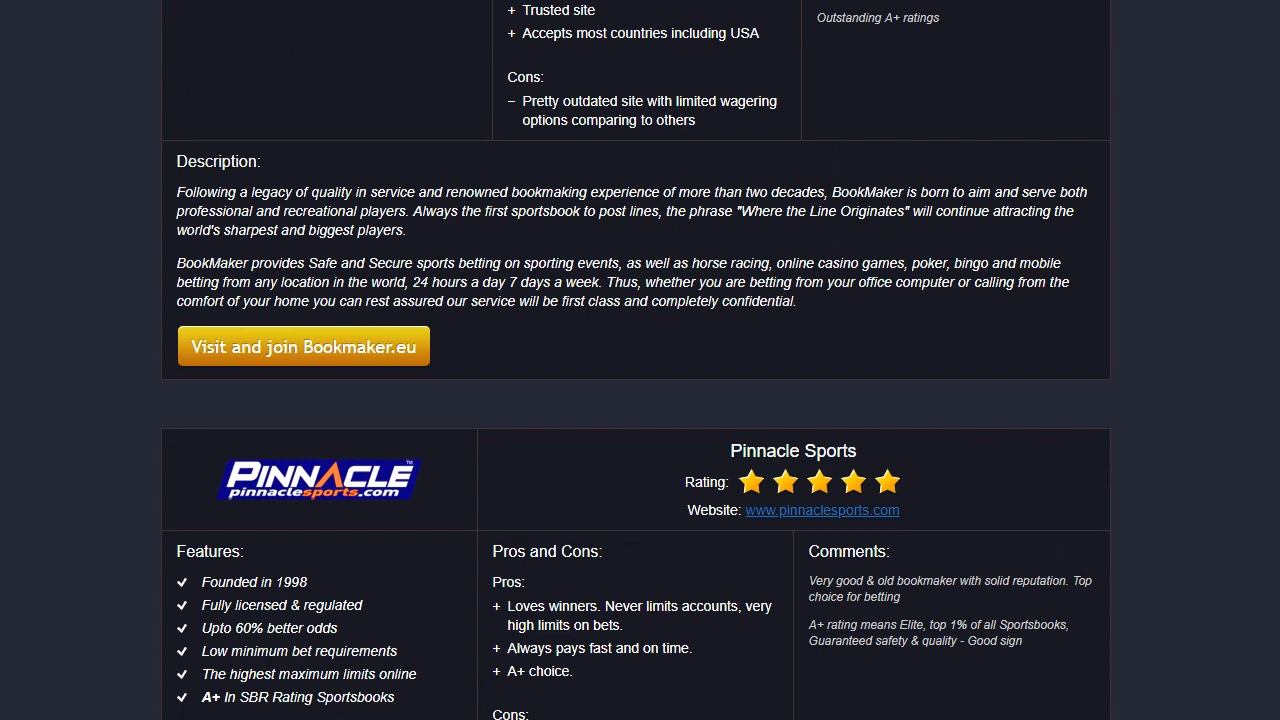 + Trusted site
+ Accepts most countries including USA
Cons:
– Pretty outdated site with limited wagering
options comparing to others
Outstanding A+ ratings
Description:
Following a legacy of quality in service and renowned bookmaking experience of more than two decades, BookMaker is born to aim and serve both
professional and recreational players. Always the first sportsbook to post lines, the phrase "Where the Line Originates" will continue attracting the
world's sharpest and biggest players.
BookMaker provides Safe and Secure sports betting on sporting events, as well as horse racing, online casino games, poker, bingo and mobile
betting from any location in the world, 24 hours a day 7 days a week. Thus, whether you are betting from your office computer or calling from the
comfort of your home you can rest assured our service will be first class and completely confidential.
Visit and join Bookmaker.eu
PINNACLE™
pinnaclesports.com
Pinnacle Sports
Rating:
Website: www.pinnaclesports.com
Features:
Founded in 1998
Fully licensed & regulated
Upto 60% better odds
Low minimum bet requirements
The highest maximum limits online
A+ In SBR Rating Sportsbooks
Pros and Cons:
Pros:
+ Loves winners. Never limits accounts, very
high limits on bets.
+ Always pays fast and on time.
+ A+ choice.
Cons:
Comments:
Very good & old bookmaker with solid reputation. Top
choice for betting
A+ rating means Elite, top 1% of all Sportsbooks,
Guaranteed safety & quality - Good sign